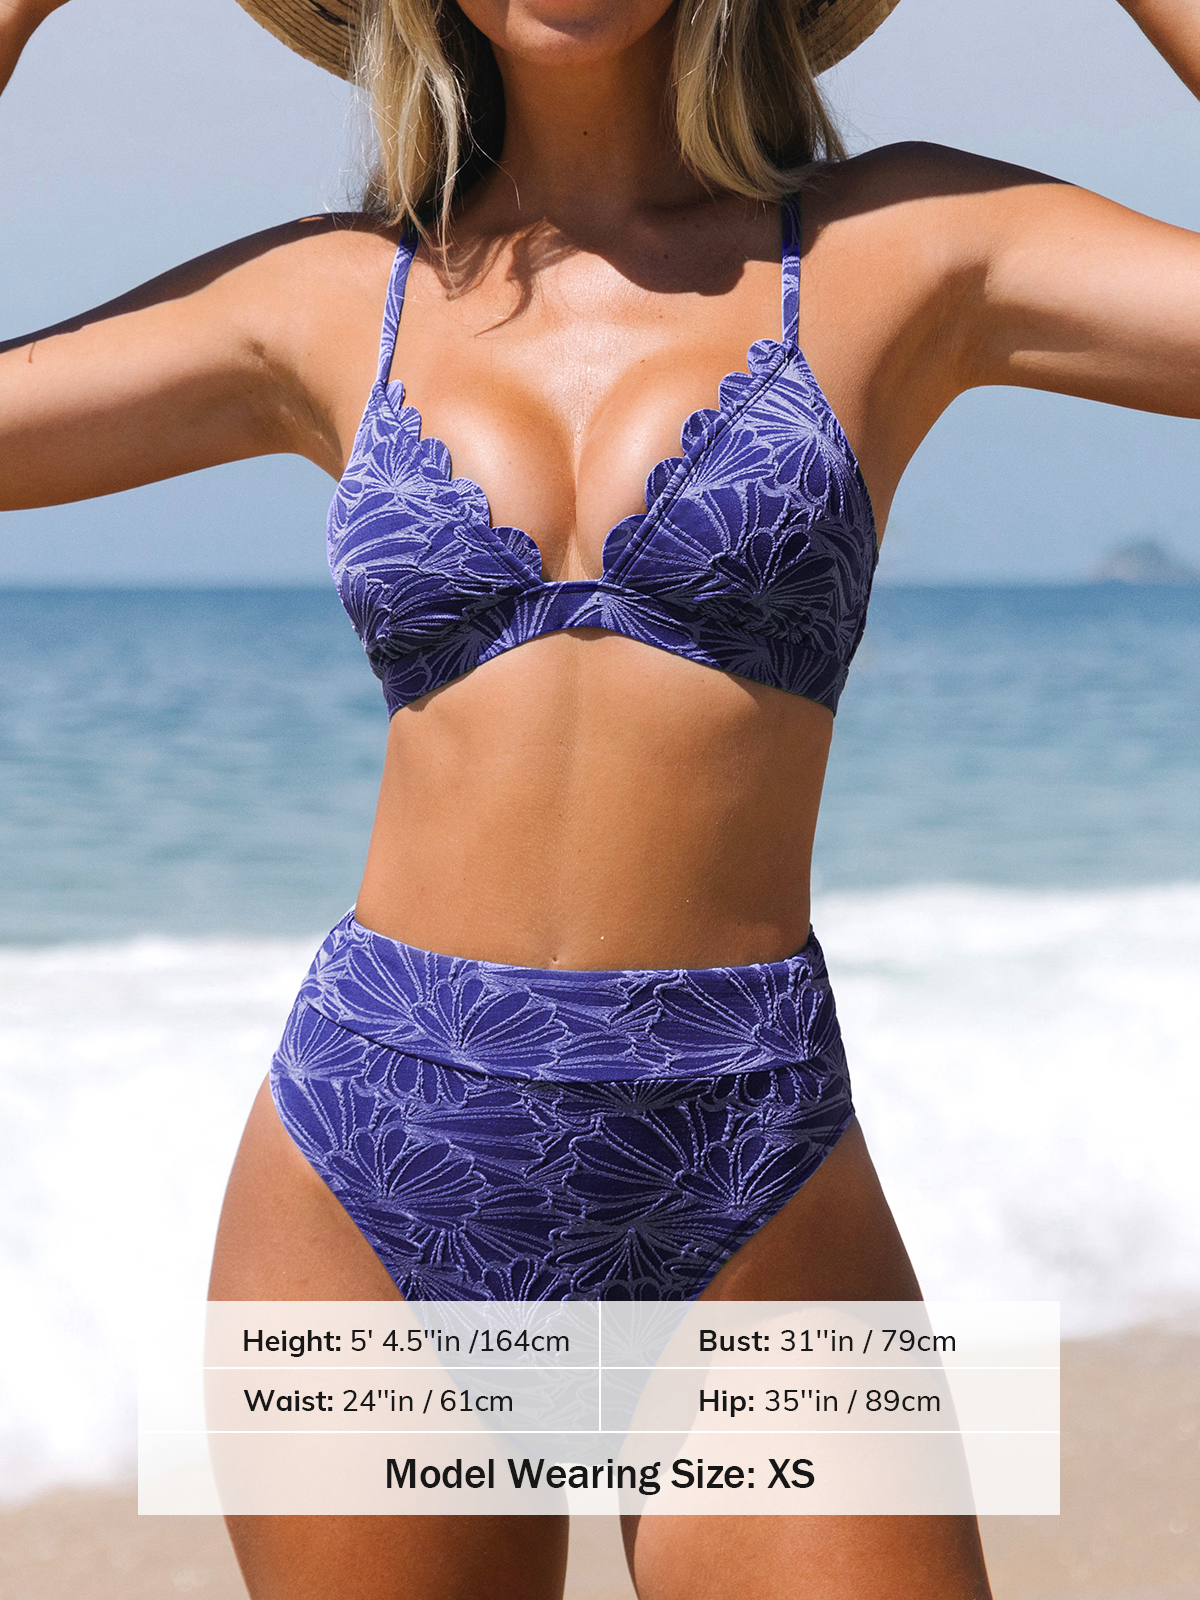 Height: 5' 4.5''in /164cm
Bust: 31''in / 79cm
Waist: 24''in / 61cm
Hip: 35''in / 89cm
Model Wearing Size: XS